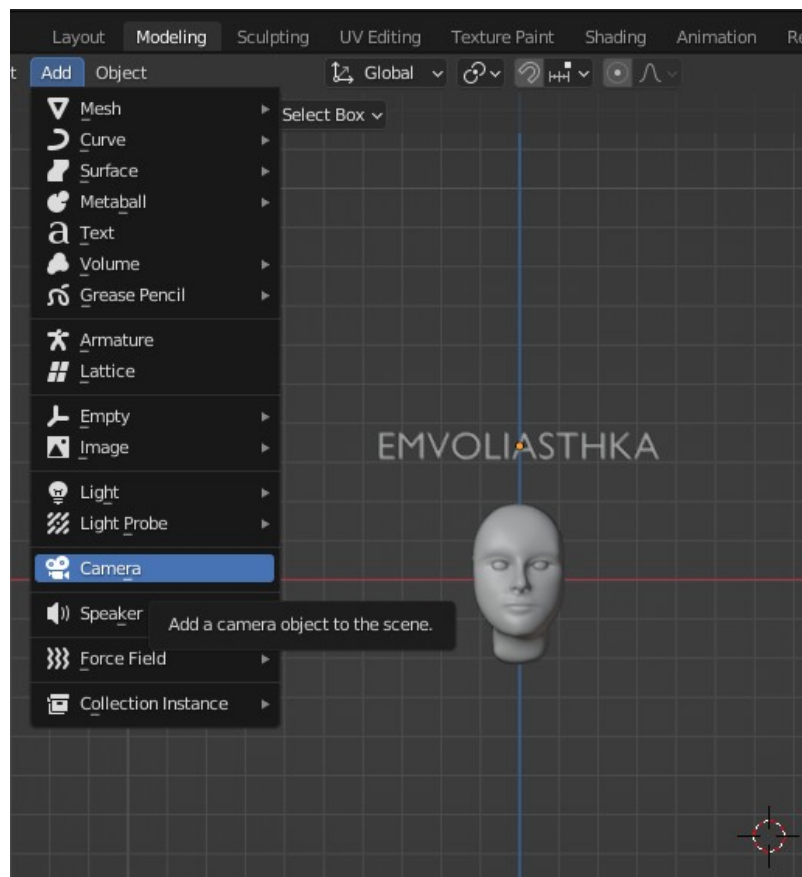 Layout Modeling Sculpting UV Editing Texture Paint Shading Animation
Add Object Global
Select Box
Mesh
Curve
Surface
Metaball
Text
Volume
Grease Pencil
Armature
Lattice
Empty
Image
Light
Light Probe
Camera
Speaker
Add a camera object to the scene.
Force Field
Collection Instance
EMVOLIASTHKA